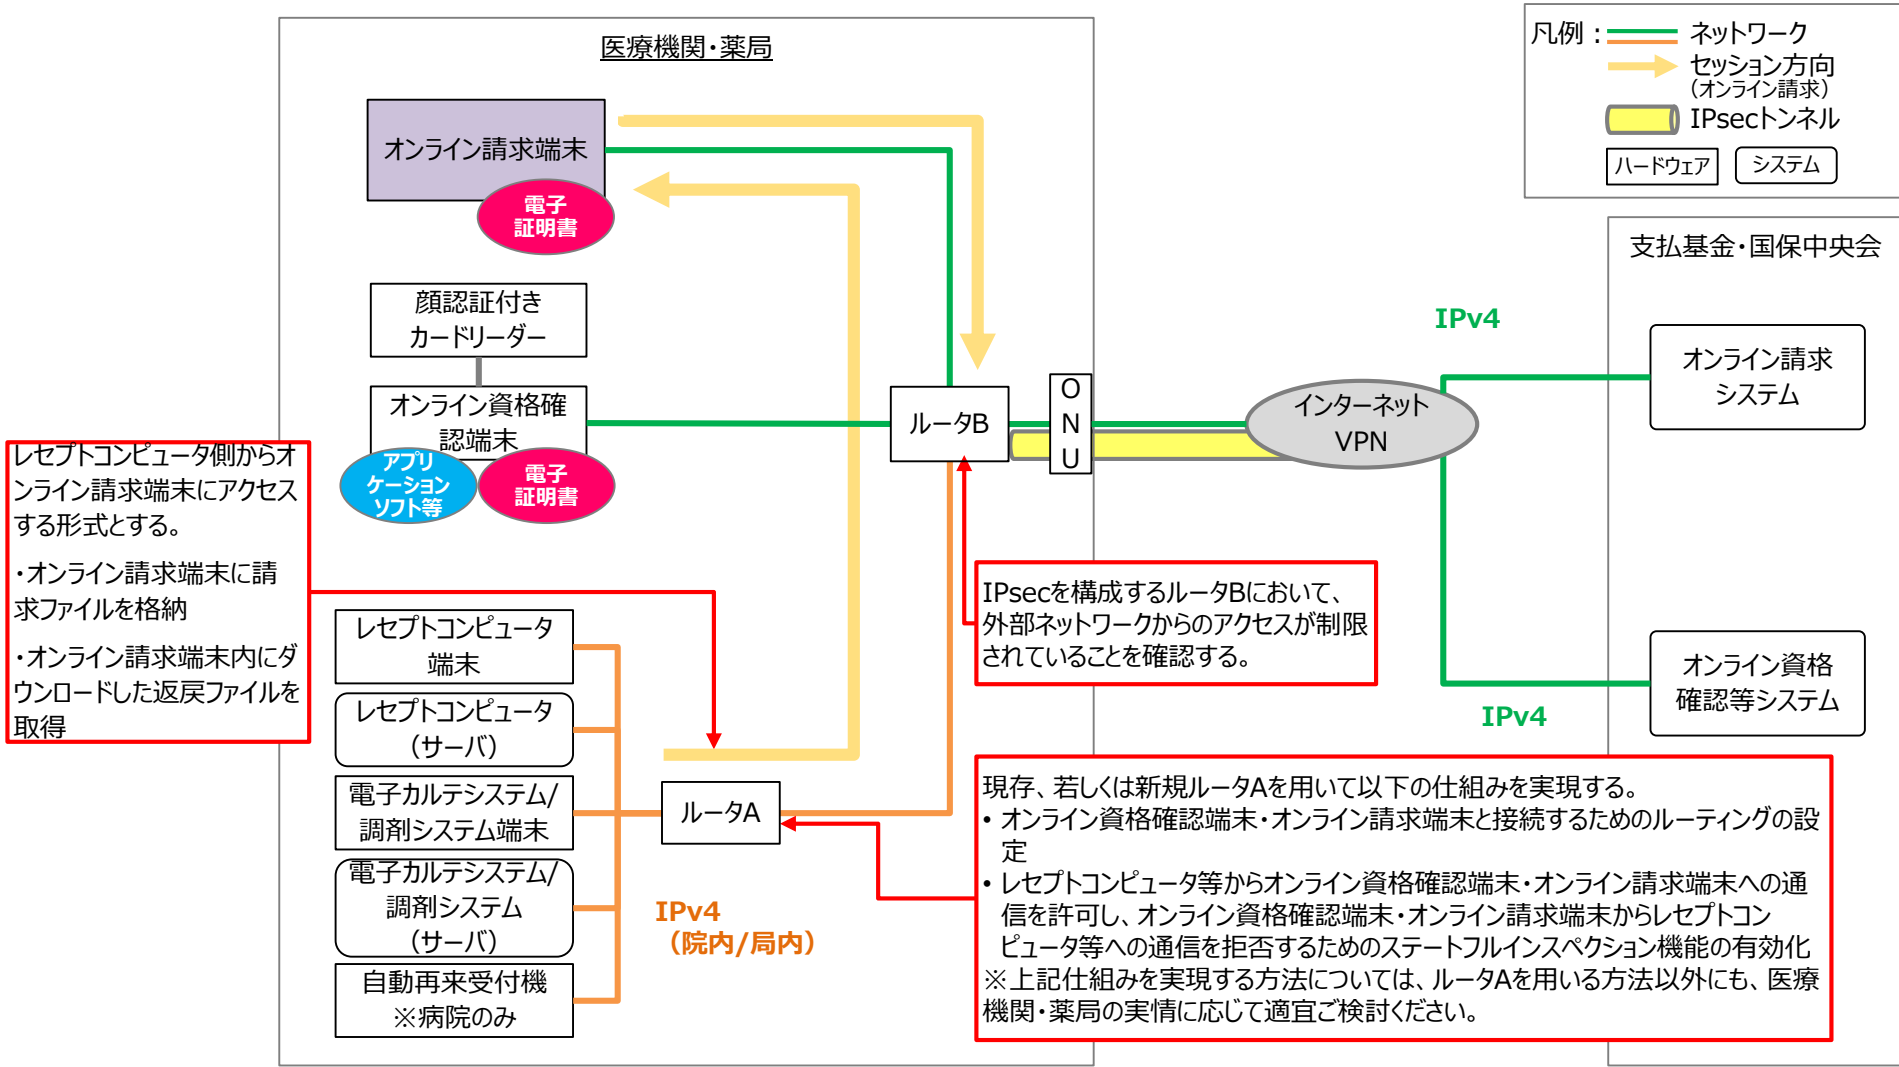 医療機関・薬局
凡例：
ネットワーク
セッション方向
（オンライン請求）
IPsecトンネル
ハードウェア
システム
オンライン請求端末
電子
証明書
顔認証付き
カードリーダー
オンライン資格確
認端末
アプリ
ケーション
ソフト等
電子
証明書
レセプトコンピュータ側からオ
ンライン請求端末にアクセス
する形式とする。
・オンライン請求端末に請
求ファイルを格納
・オンライン請求端末内にダ
ウンロードした返戻ファイルを
取得
レセプトコンピュータ
端末
レセプトコンピュータ
（サーバ）
電子カルテシステム/
調剤システム端末
電子カルテシステム/
調剤システム
（サーバ）
自動再来受付機
※病院のみ
ルータA
IPv4
（院内/局内）
ルータB
O
N
U
インターネット
VPN
IPsecを構成するルータBにおいて、
外部ネットワークからのアクセスが制限
されていることを確認する。
支払基金・国保中央会
IPv4
オンライン請求
システム
IPv4
オンライン資格
確認等システム
現存、若しくは新規ルータAを用いて以下の仕組みを実現する。
• オンライン資格確認端末・オンライン請求端末と接続するためのルーティングの設
定
• レセプトコンピュータ等からオンライン資格確認端末・オンライン請求端末への通
信を許可し、オンライン資格確認端末・オンライン請求端末からレセプトコン
ピュータ等への通信を拒否するためのステートフルインスペクション機能の有効化
※上記仕組みを実現する方法については、ルータAを用いる方法以外にも、医療
機関・薬局の実情に応じて適宜ご検討ください。